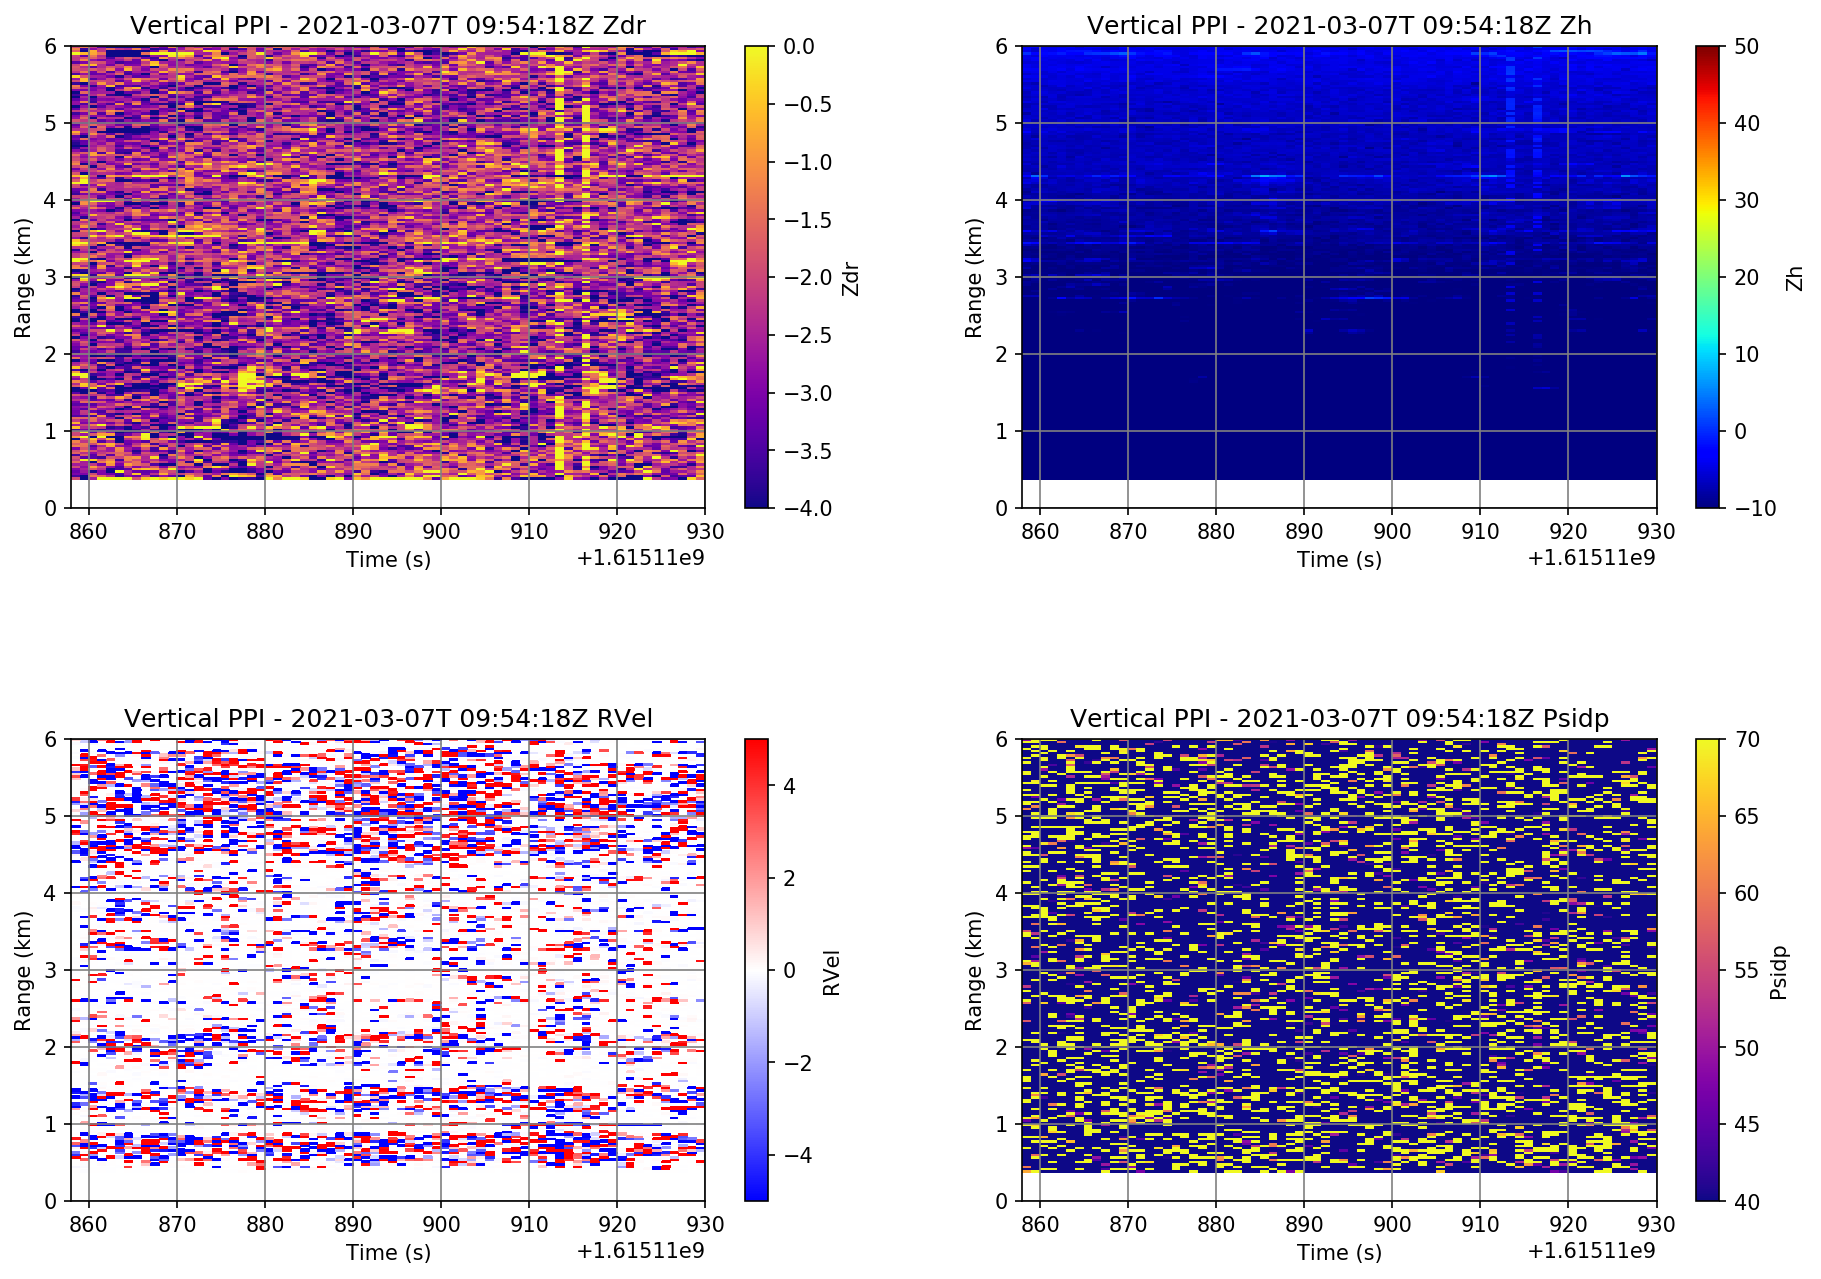 Vertical PPI - 2021-03-07T 09:54:18Z Zdr
6
5
4
3
2
1
0
Range (km)
860 870 880 890 900 910 920 930
Time (s)
+1.61511e9
0.0
−0.5
−1.0
−1.5
−2.0
−2.5
−3.0
−3.5
−4.0
Zdr
Vertical PPI - 2021-03-07T 09:54:18Z Zh
6
5
4
3
2
1
0
Range (km)
860 870 880 890 900 910 920 930
Time (s)
+1.61511e9
50
40
30
20
10
0
−10
Zh
Vertical PPI - 2021-03-07T 09:54:18Z RVel
6
5
4
3
2
1
0
Range (km)
860 870 880 890 900 910 920 930
Time (s)
+1.61511e9
4
2
0
−2
−4
RVel
Vertical PPI - 2021-03-07T 09:54:18Z Psidp
6
5
4
3
2
1
0
Range (km)
860 870 880 890 900 910 920 930
Time (s)
+1.61511e9
70
65
60
55
50
45
40
Psidp